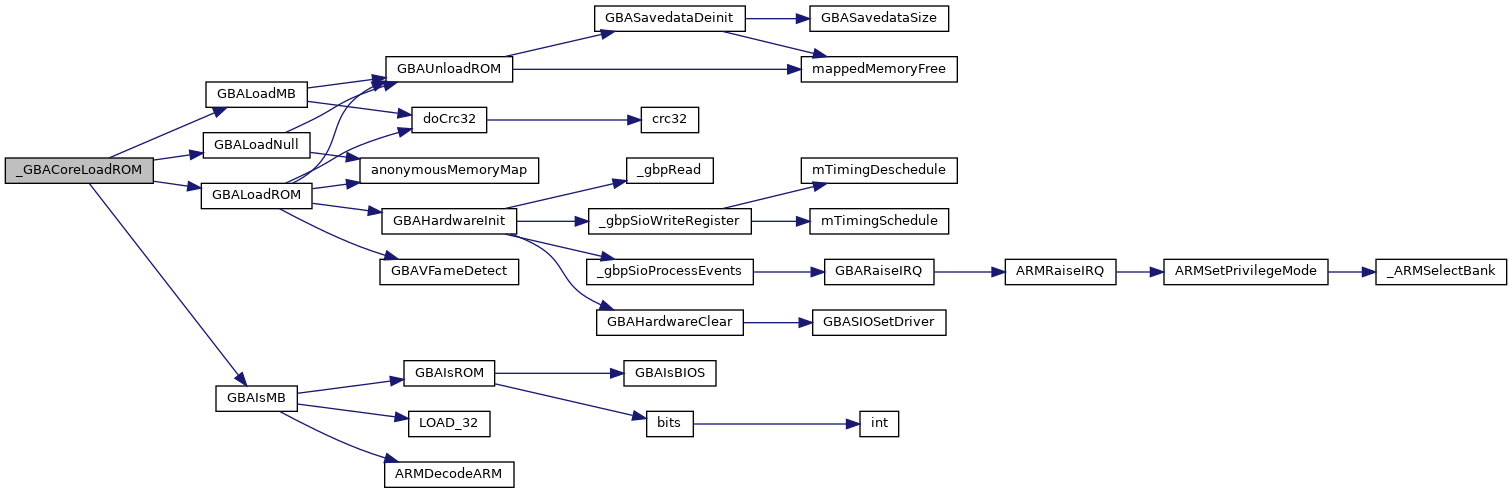 _GBACoreLoadROM
GBALoadMB
GBALoadNull
GBALoadROM
GBAIsMB
GBAUnloadROM
doCrc32
anonymousMemoryMap
GBAHardwareInit
GBAVFameDetect
GBAIsROM
LOAD_32
ARMDecodeARM
GBASavedataDeinit
crc32
_gbpRead
_gbpSioWriteRegister
_gbpSioProcessEvents
GBAHardwareClear
GBAIsBIOS
bits
GBASavedataSize
mappedMemoryFree
mTimingDeschedule
mTimingSchedule
GBARaiseIRQ
GBASIOSetDriver
int
ARMRaiseIRQ
ARMSetPrivilegeMode
_ARMSelectBank